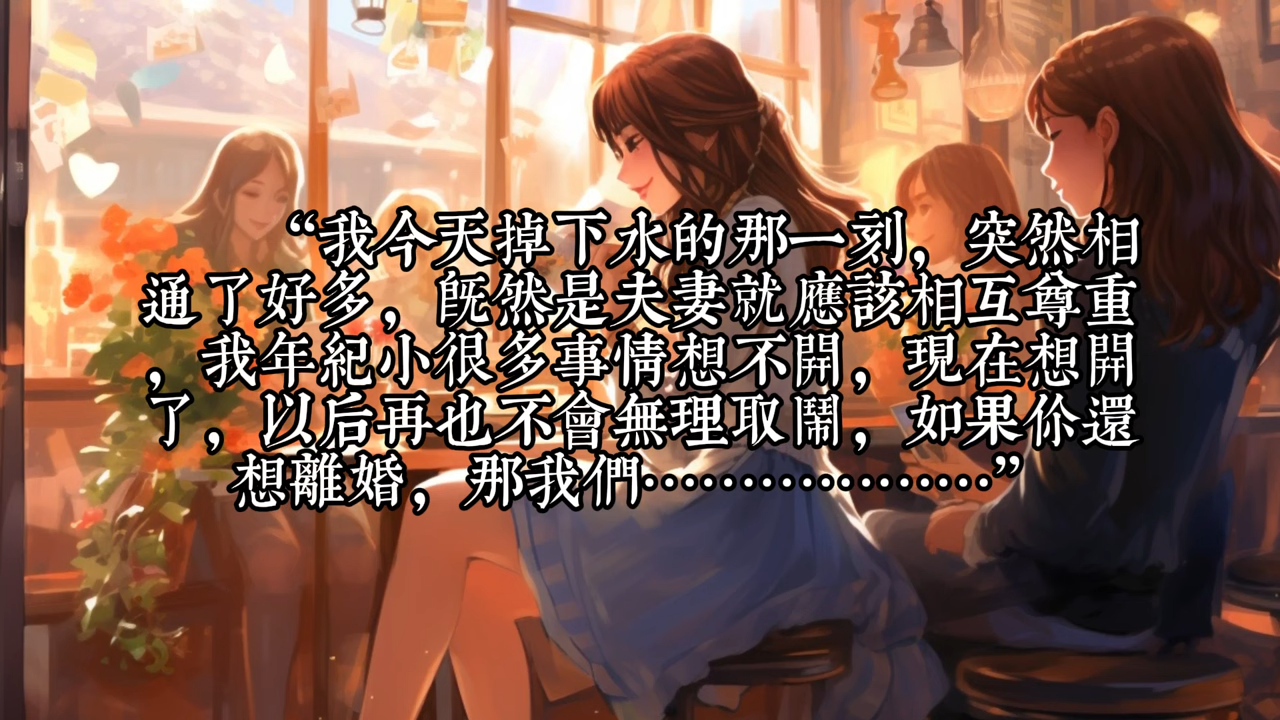 “我今天掉下水的那一刻，突然相
通了好多，既然是夫妻就應該相互尊重
，我年紀小很多事情想不開，現在想開
了，以后再也不會無理取鬧，如果你還
想離婚，那我們………………”